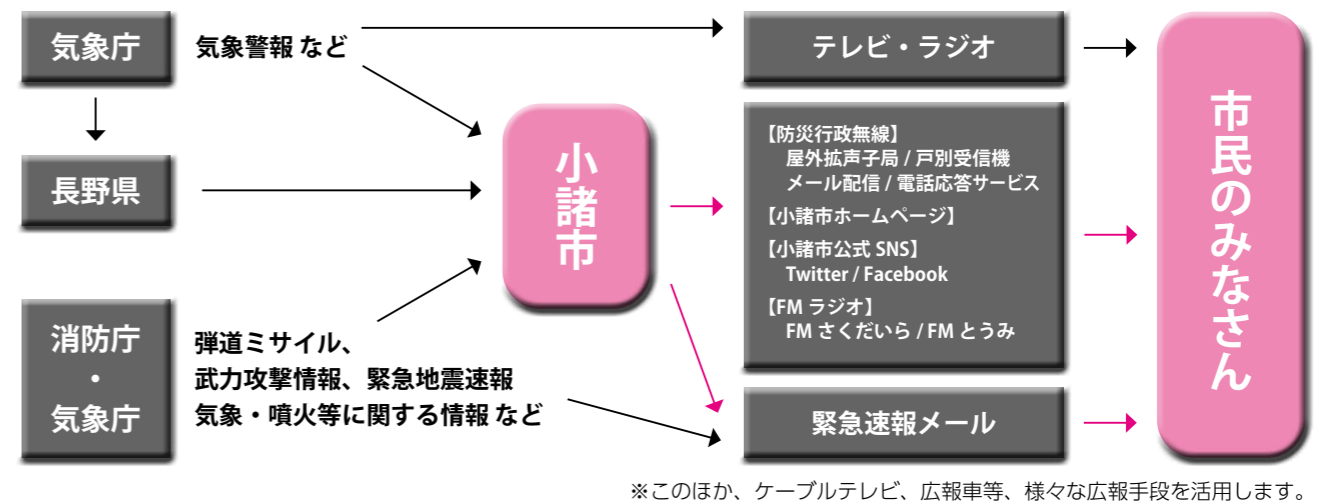 気象庁
気象警報 など
長野県
消防庁
・
気象庁
弾道ミサイル、
武力攻撃情報、緊急地震速報
気象・噴火等に関する情報 など
小諸市
テレビ・ラジオ
【防災行政無線】
屋外拡声子局 / 戸別受信機
メール配信 / 電話応答サービス
【小諸市ホームページ】
【小諸市公式 SNS】
Twitter / Facebook
【FM ラジオ】
FM さくだいら / FM とうみ
緊急速報メール
市民のみなさん
※このほか、ケーブルテレビ、広報車等、様々な広報手段を活用します。